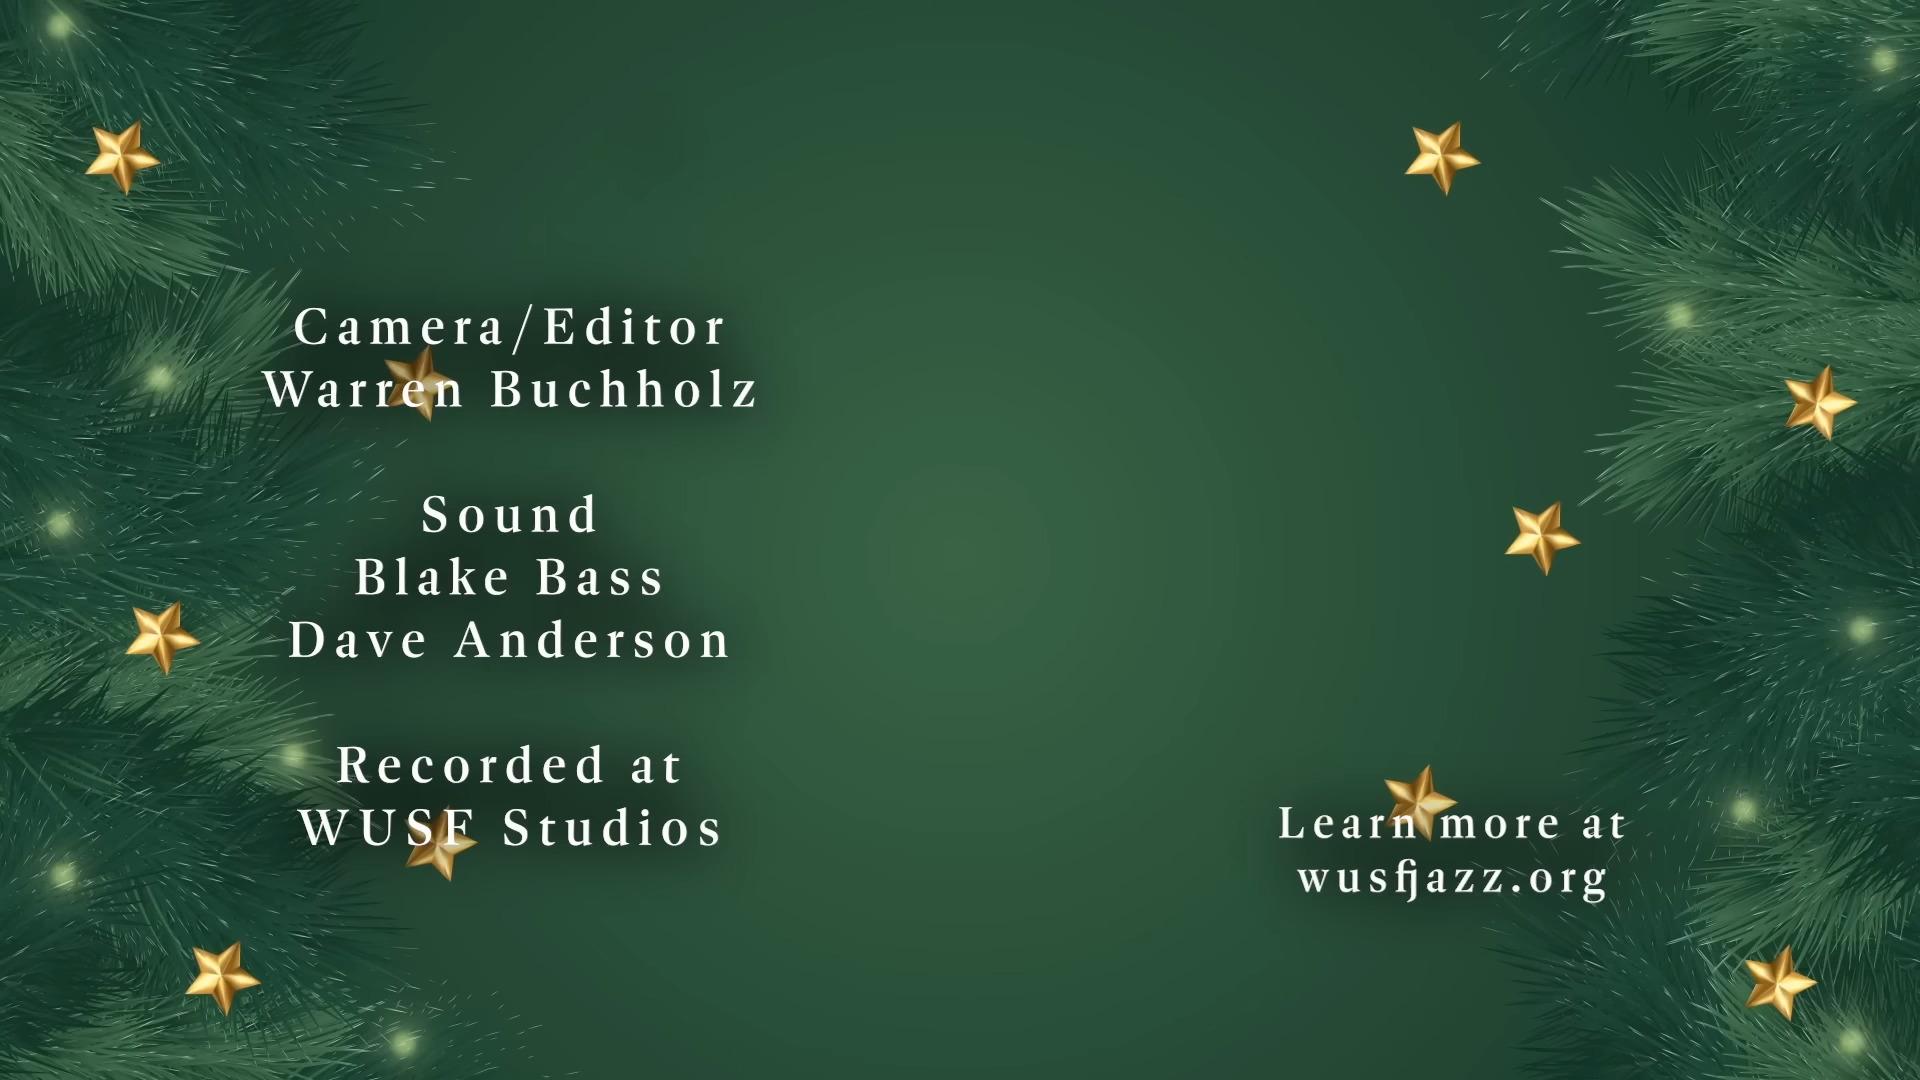 Camera/Editor
Warren Buchholz
Sound
Blake Bass
Dave Anderson
Recorded at
WUSF Studios
Learn more at
wusfjazz.org